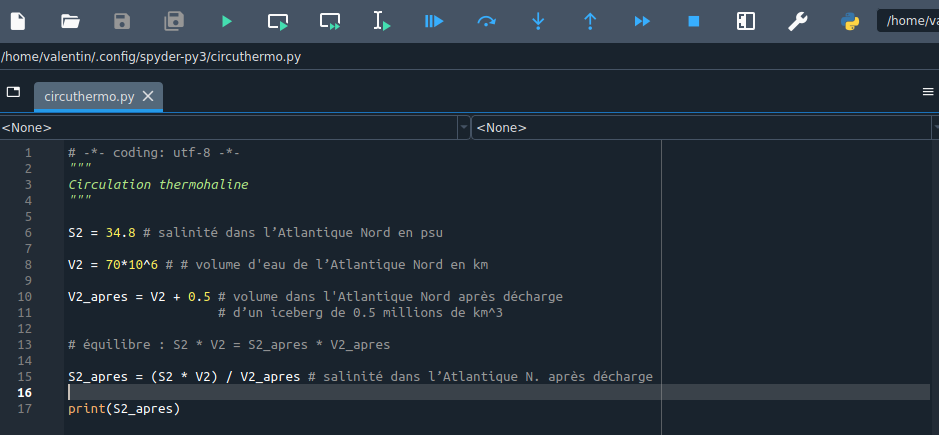 /home/va
/home/valentin/.config/spyder-py3/circuthermo.py
circuthermo.py
<None>
<None>
1 # -*- coding: utf-8 -*-
2 """
3 Circulation thermohaline
4 """
5
6 S2 = 34.8 # salinité dans l’Atlantique Nord en psu
7
8 V2 = 70*10^6 # # volume d'eau de l’Atlantique Nord en km
9
10 V2_apres = V2 + 0.5 # volume dans l'Atlantique Nord après décharge
11 # d’un iceberg de 0.5 millions de km^3
12
13 # équilibre : S2 * V2 = S2_apres * V2_apres
14
15 S2_apres = (S2 * V2) / V2_apres # salinité dans l’Atlantique N. après décharge
16
17 print(S2_apres)